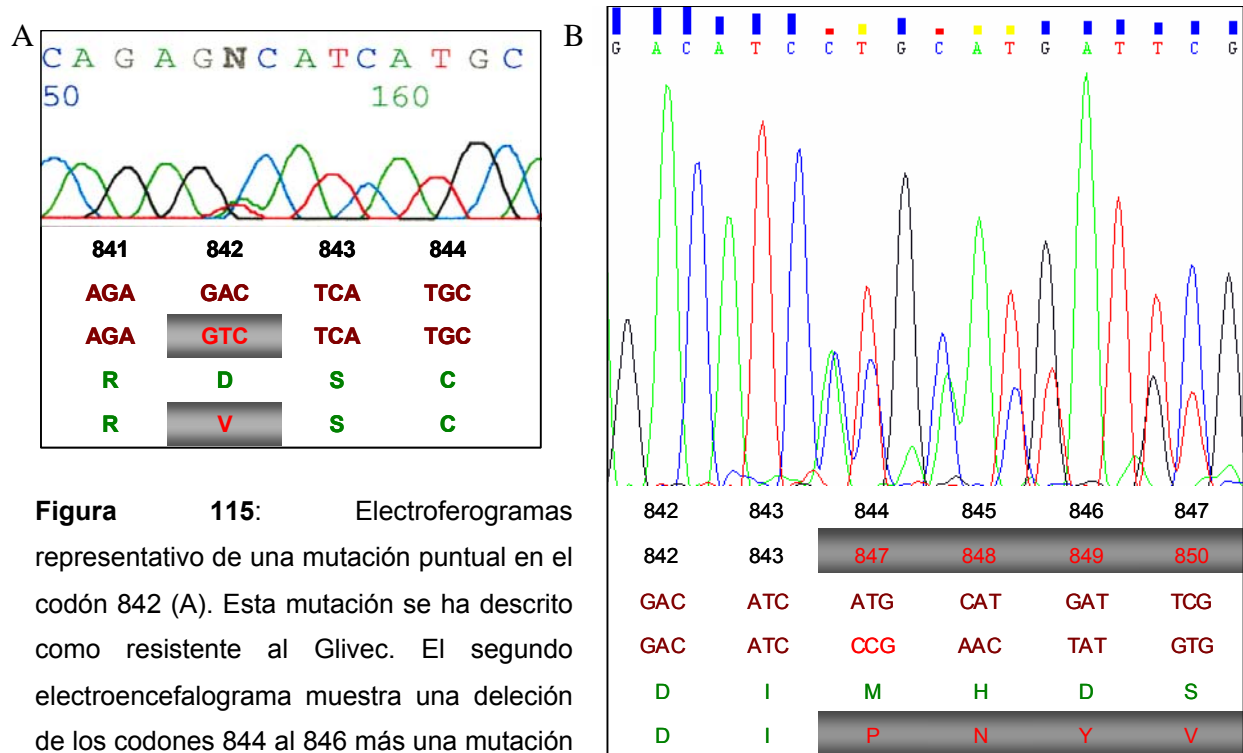 A
C A G A G N C A T C A T G C
50 160
841 842 843 844
AGA GAC TCA TGC
AGA GTC TCA TGC
R D S C
R V S C
Figura 115: Electroferogramas
representativo de una mutación puntual en el
codón 842 (A). Esta mutación se ha descrito
como resistente al Glivec. El segundo
electroencefalograma muestra una deleción
de los codones 844 al 846 más una mutación
B
G A C A T C C T G C A T G A T T C G
842 843 844 845 846 847
842 843 847 848 849 850
GAC ATC ATG CAT GAT TCG
GAC ATC CCG AAC TAT GTG
D I M H D S
D I P N Y V